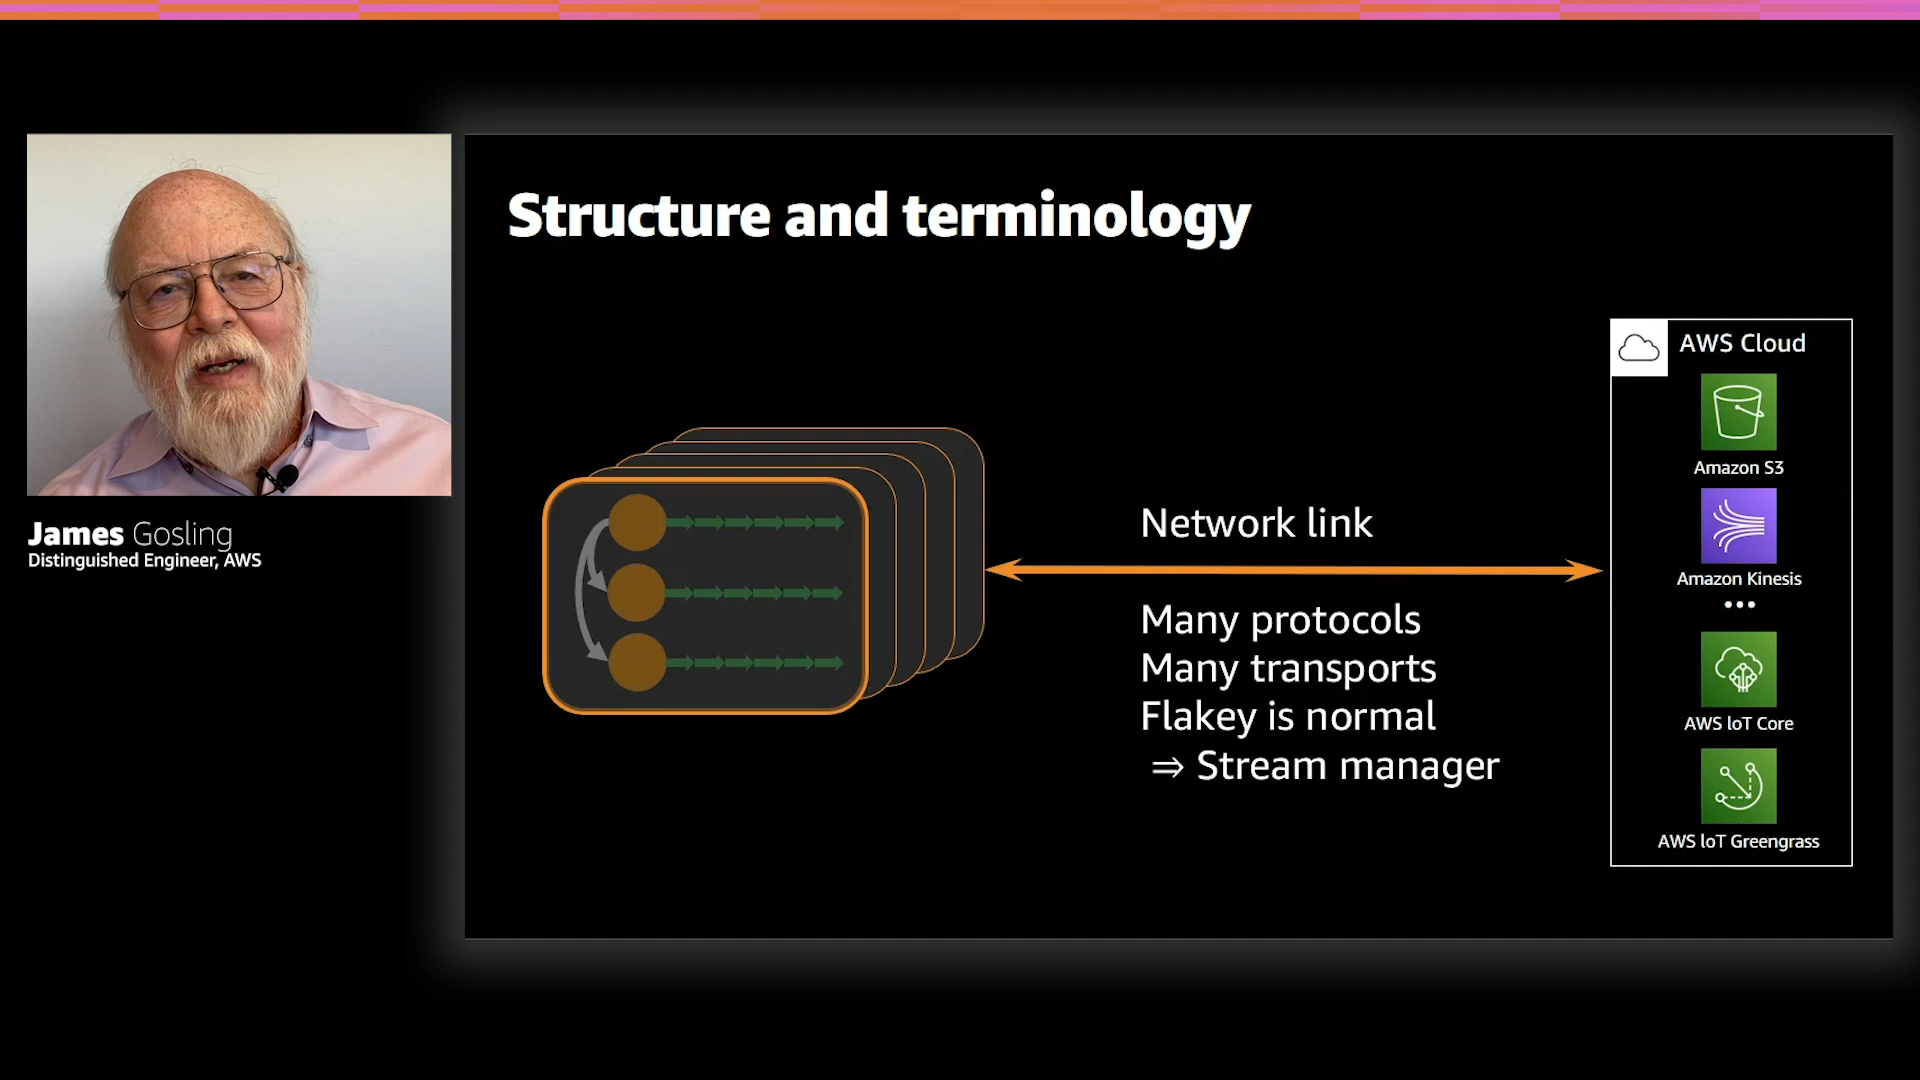 Structure and terminology
James Gosling
Distinguished Engineer, AWS
Network link
Many protocols
Many transports
Flakey is normal
⇒ Stream manager
AWS Cloud
Amazon S3
Amazon Kinesis
•••
AWS IoT Core
AWS IoT Greengrass